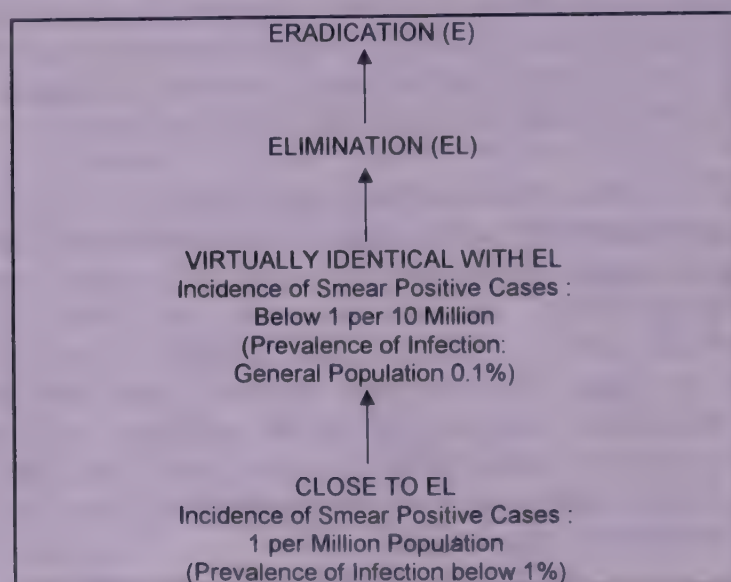 ERADICATION (E)
ELIMINATION (EL)
VIRTUALLY IDENTICAL WITH EL
Incidence of Smear Positive Cases :
Below 1 per 10 Million
(Prevalence of Infection:
General Population 0.1%)
CLOSE TO EL
Incidence of Smear Positive Cases :
1 per Million Population
(Prevalence of Infection below 1%)